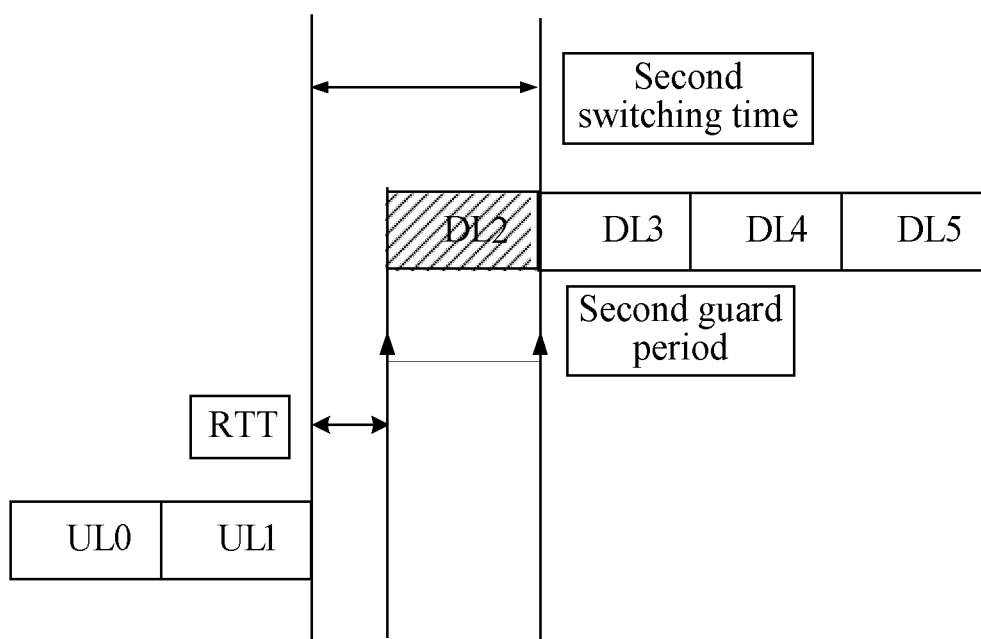 Second
switching time
DL2
DL3
DL4
DL5
Second guard
period
RTT
UL0
UL1